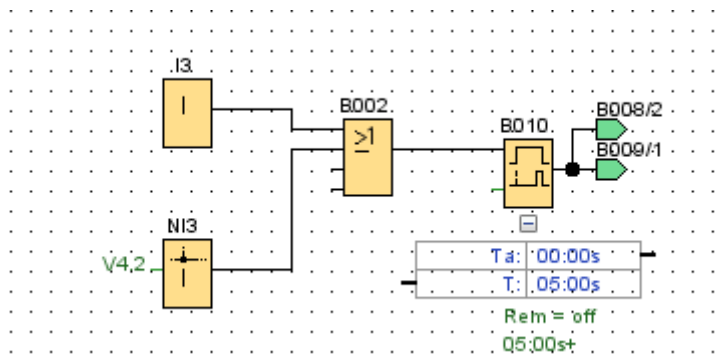 I3
I
B002
≥1
B010
B008/2
B009/1
NI3
V4.2
I
Ta: 00:00s
T: 05:00s
Rem = off
05:00s+